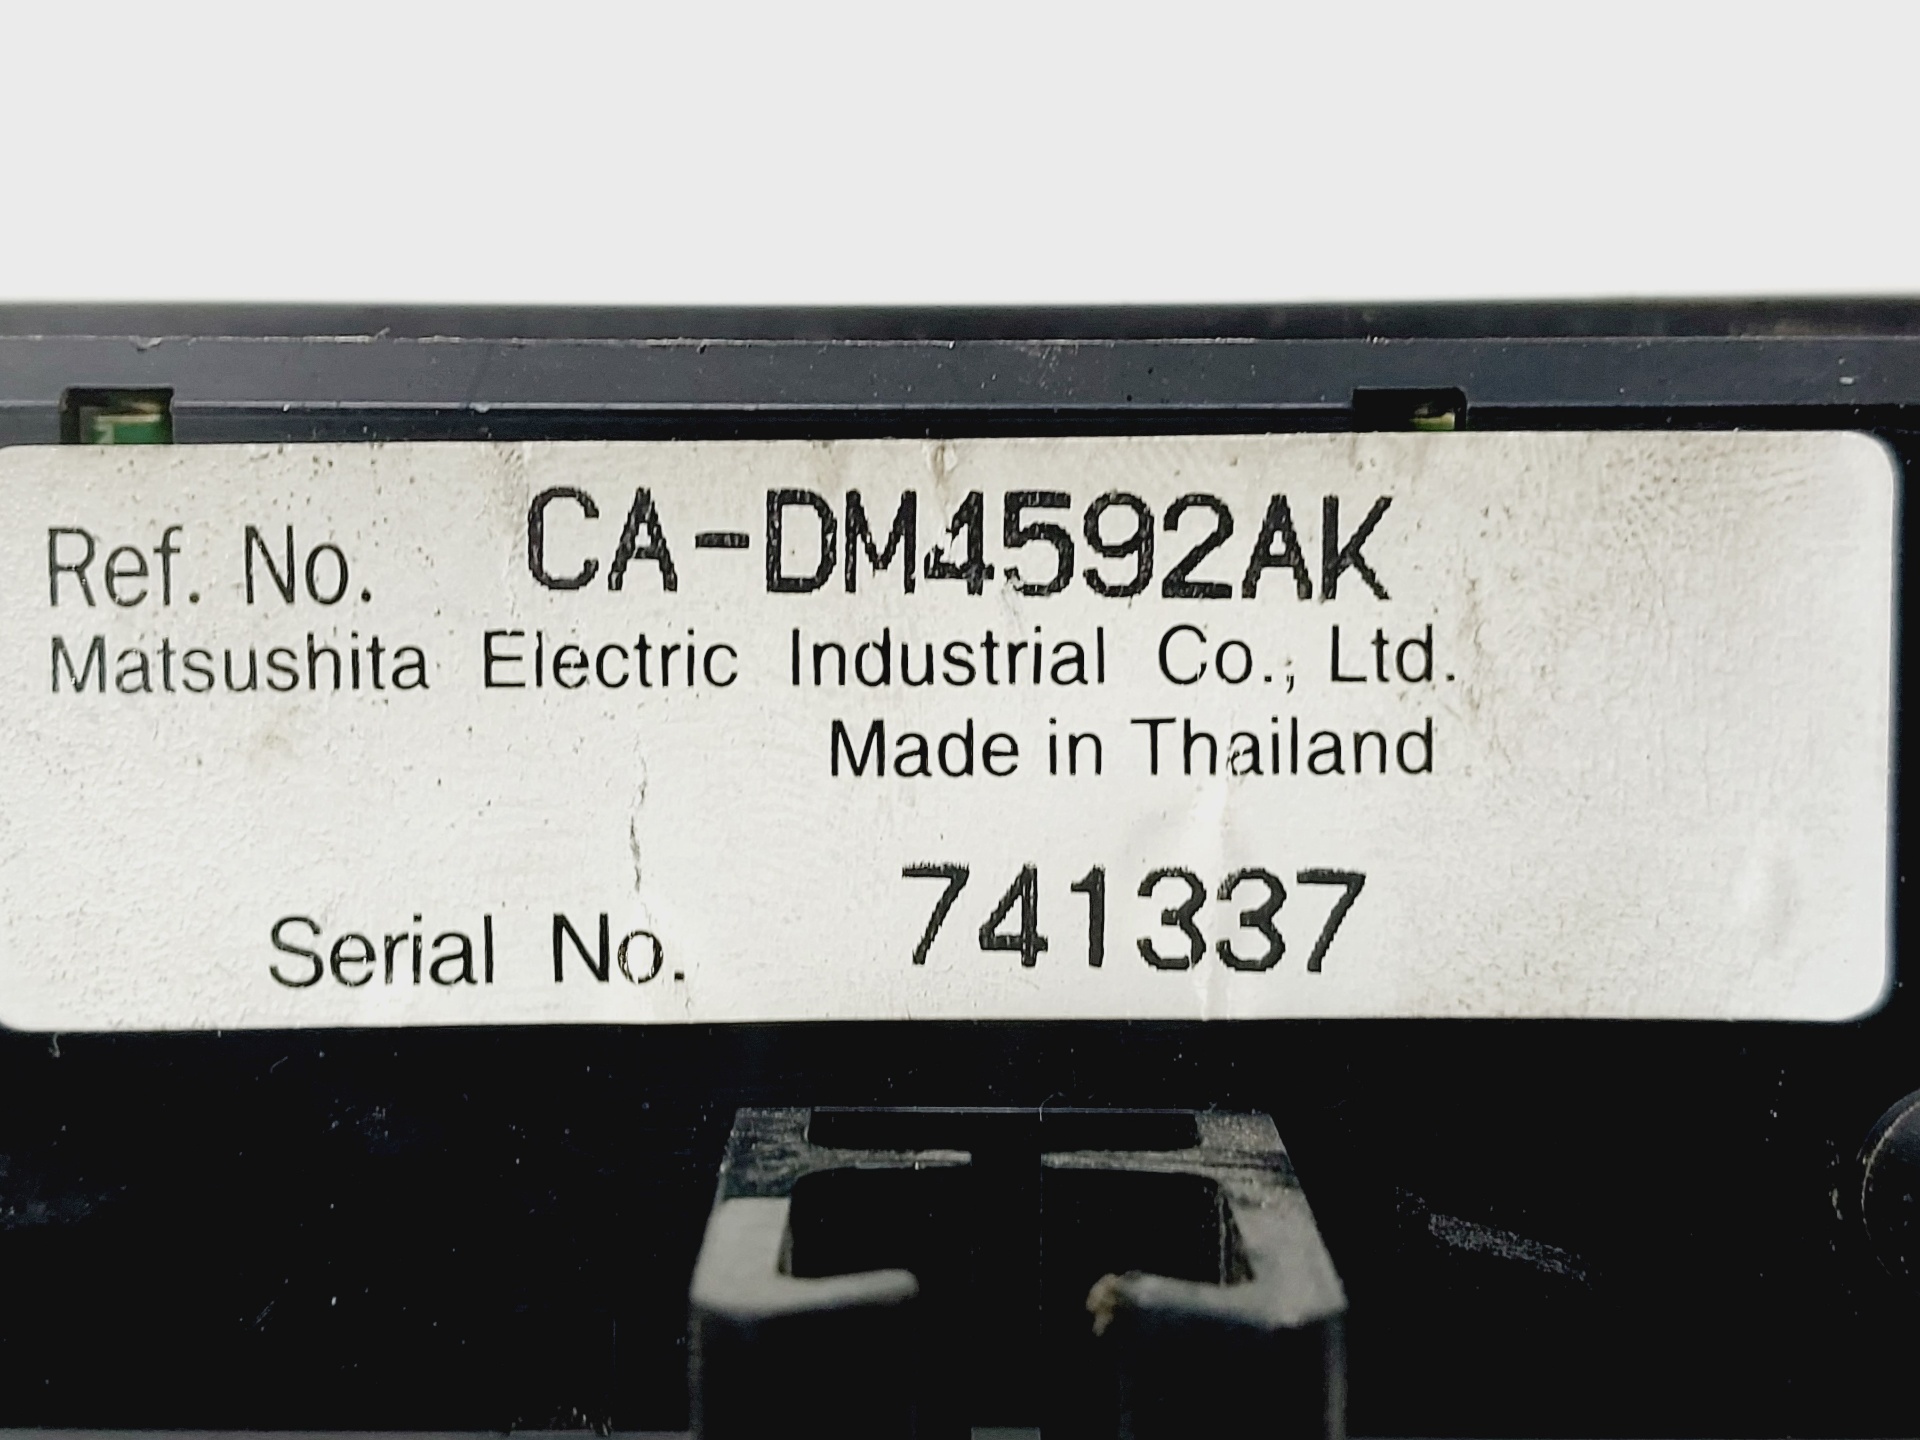 Ref. No. CA-DM4592AK
Matsushita Electric Industrial Co., Ltd.
Made in Thailand
Serial No. 741337